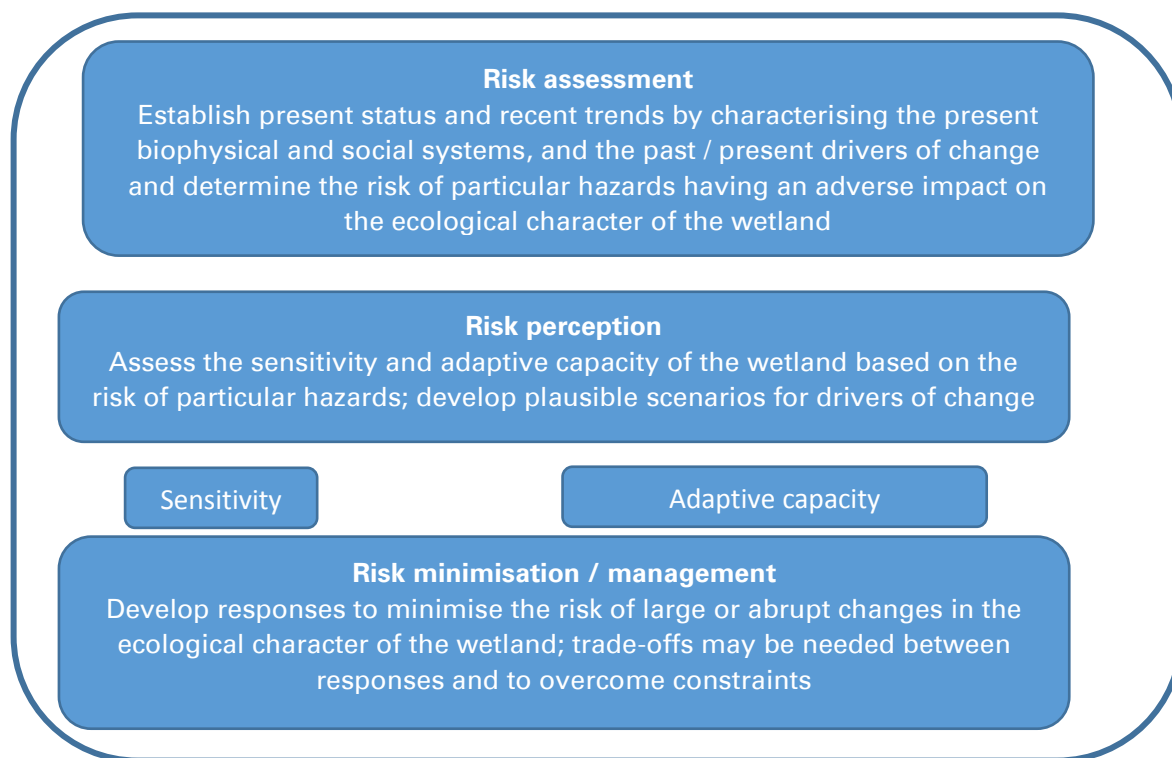 Risk assessment
Establish present status and recent trends by characterising the present
biophysical and social systems, and the past / present drivers of change
and determine the risk of particular hazards having an adverse impact on
the ecological character of the wetland
Risk perception
Assess the sensitivity and adaptive capacity of the wetland based on the
risk of particular hazards; develop plausible scenarios for drivers of change
Sensitivity
Adaptive capacity
Risk minimisation / management
Develop responses to minimise the risk of large or abrupt changes in the
ecological character of the wetland; trade-offs may be needed between
responses and to overcome constraints